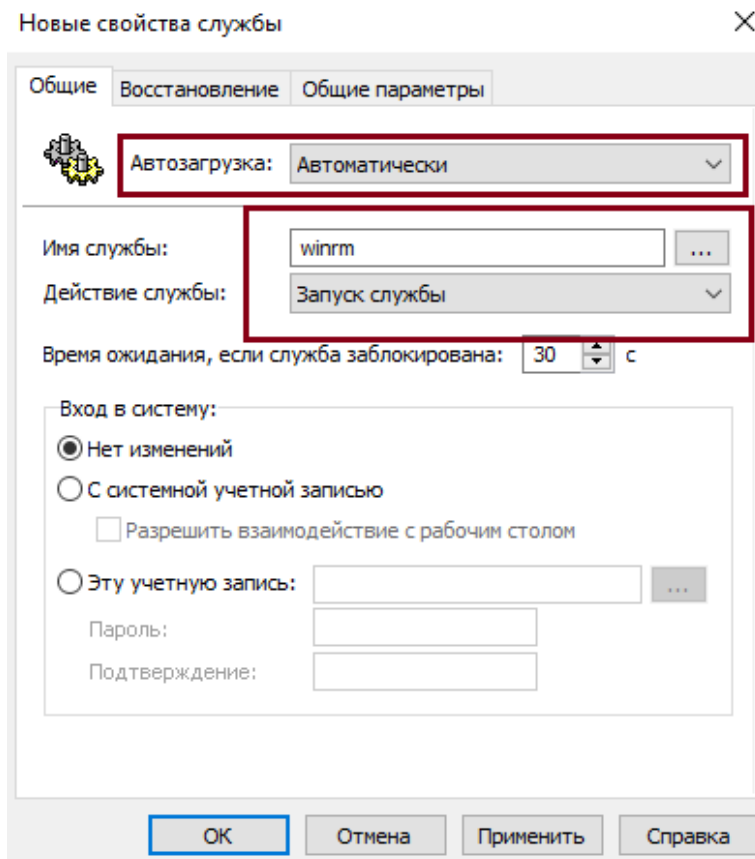 Новые свойства службы
Общие Восстановление Общие параметры
Автозагрузка: Автоматически
Имя службы: winrm ...
Действие службы: Запуск службы
Время ожидания, если служба заблокирована: 30 с
Вход в систему:
Нет изменений
С системной учетной записью
Разрешить взаимодействие с рабочим столом
Эту учетную запись: ...
Пароль:
Подтверждение:
ОК Отмена Применить Справка